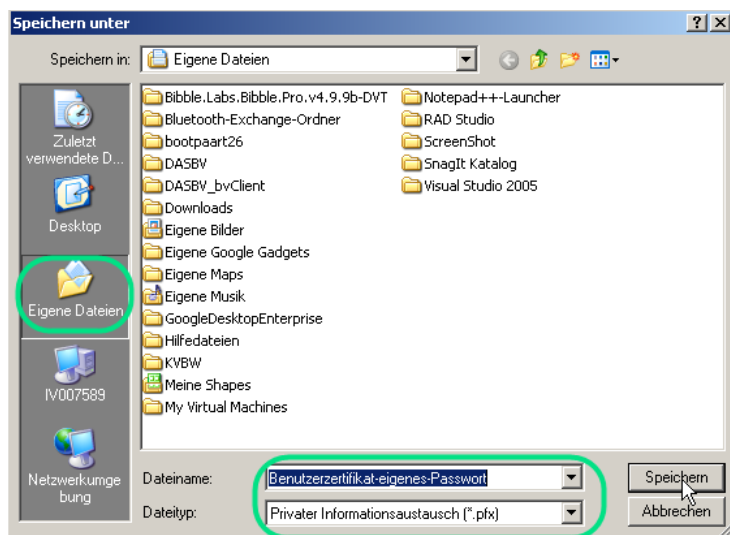 Speichern unter
Speichern in:
Eigene Dateien
Zuletzt
verwendete D...
Desktop
Eigene Dateien
IV007589
Netzwerkumge
bung
Bibble.Labs.Bibble.Pro.v4.9.9b-DVT
Bluetooth-Exchange-Ordner
bootpaart26
DASBV
DASBV_bvClient
Downloads
Eigene Bilder
Eigene Google Gadgets
Eigene Maps
Eigene Musik
GoogleDesktopEnterprise
Hilfedateien
KVBW
Meine Shapes
My Virtual Machines
Notepad++-Launcher
RAD Studio
ScreenShot
SnagIt Katalog
Visual Studio 2005
Dateiname:
Benutzerzertifikat-eigenes-Passwort
Speichern
Dateityp:
Privater Informationsaustausch (*.pfx)
Abbrechen